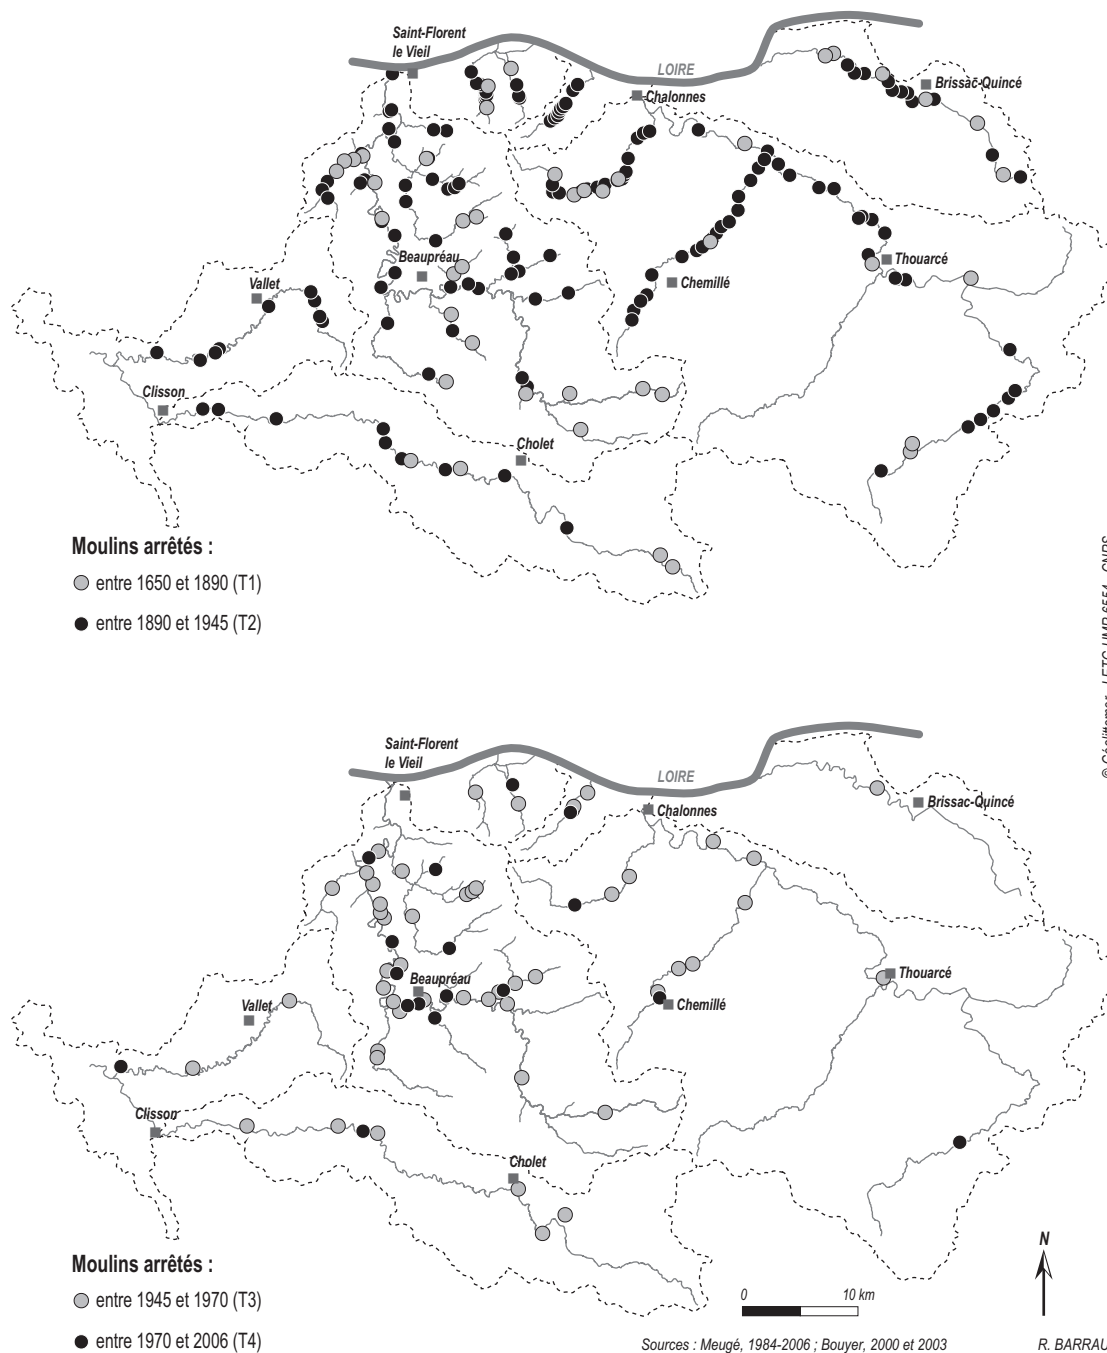 Saint-Florent
le Vieil
LOIRE
Chalonnes
Brissac-Quincé
Beaupréau
Thouarcé
Vallet
Chemillé
Clisson
Cholet
Moulins arrêtés :
entre 1650 et 1890 (T1)
entre 1890 et 1945 (T2)
Saint-Florent
le Vieil
LOIRE
Chalonnes
Brissac-Quincé
Beaupréau
Thouarcé
Vallet
Chemillé
Clisson
Cholet
Moulins arrêtés :
entre 1945 et 1970 (T3)
entre 1970 et 2006 (T4)
N
0 10 km
Sources : Meugé, 1984-2006 ; Bouyer, 2000 et 2003
R. BARRAU